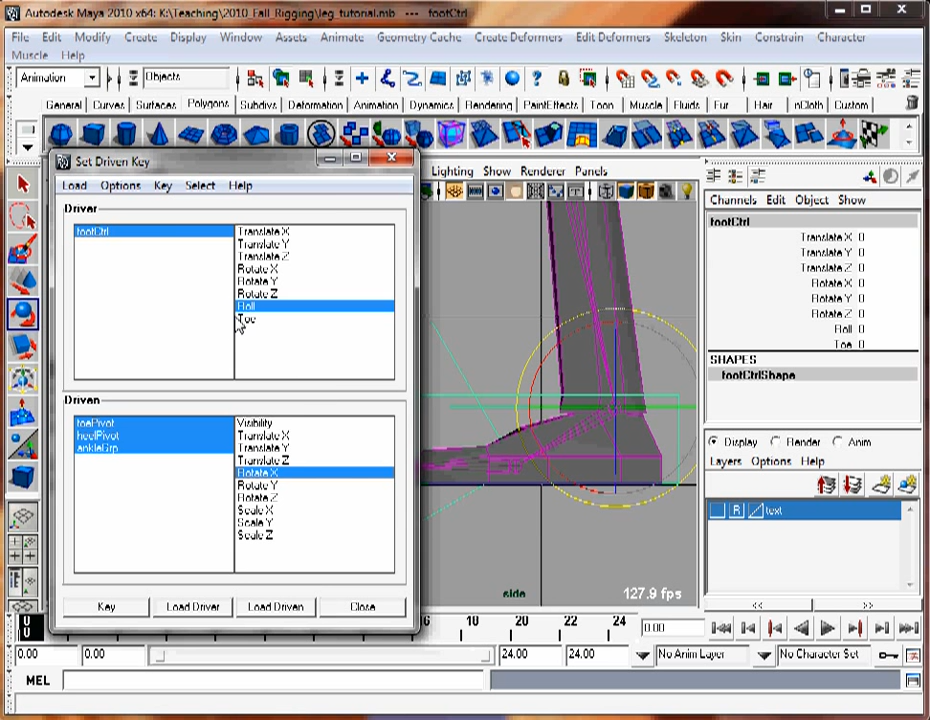 Autodesk Maya 2010 x64: K:\Teaching\2010_Fall_Rigging\leg_tutorial.mb --- footCtrl
File Edit Modify Create Display Window Assets Animate Geometry Cache Create Deformers Edit Deformers Skeleton Skin Constrain Character
Muscle Help
Animation Objects
General Curves Surfaces Polygons Subdivs Deformation Animation Dynamics Rendering PaintEffects Toon Muscle Fluids Fur Hair nCloth Custom
Set Driven Key
Load Options Key Select Help
Driver
footCtrl
Translate X
Translate Y
Translate Z
Rotate X
Rotate Y
Rotate Z
Roll
Toe
Driven
toePivot
heelPivot
ankleGrp
Visibility
Translate X
Translate Y
Translate Z
Rotate X
Rotate Y
Rotate Z
Scale X
Scale Y
Scale Z
Key Load Driver Load Driven Close
Lighting Show Renderer Panels
side
127.9 fps
Channels Edit Object Show
footCtrl
Translate X 0
Translate Y 0
Translate Z 0
Rotate X 0
Rotate Y 0
Rotate Z 0
Roll 0
Toe 0
SHAPES
footCtrlShape
Display Render Anim
Layers Options Help
R text
<< >>
0
0
10 20 22 24 0.00
0.00 0.00 24.00 24.00 No Anim Layer No Character Set
MEL